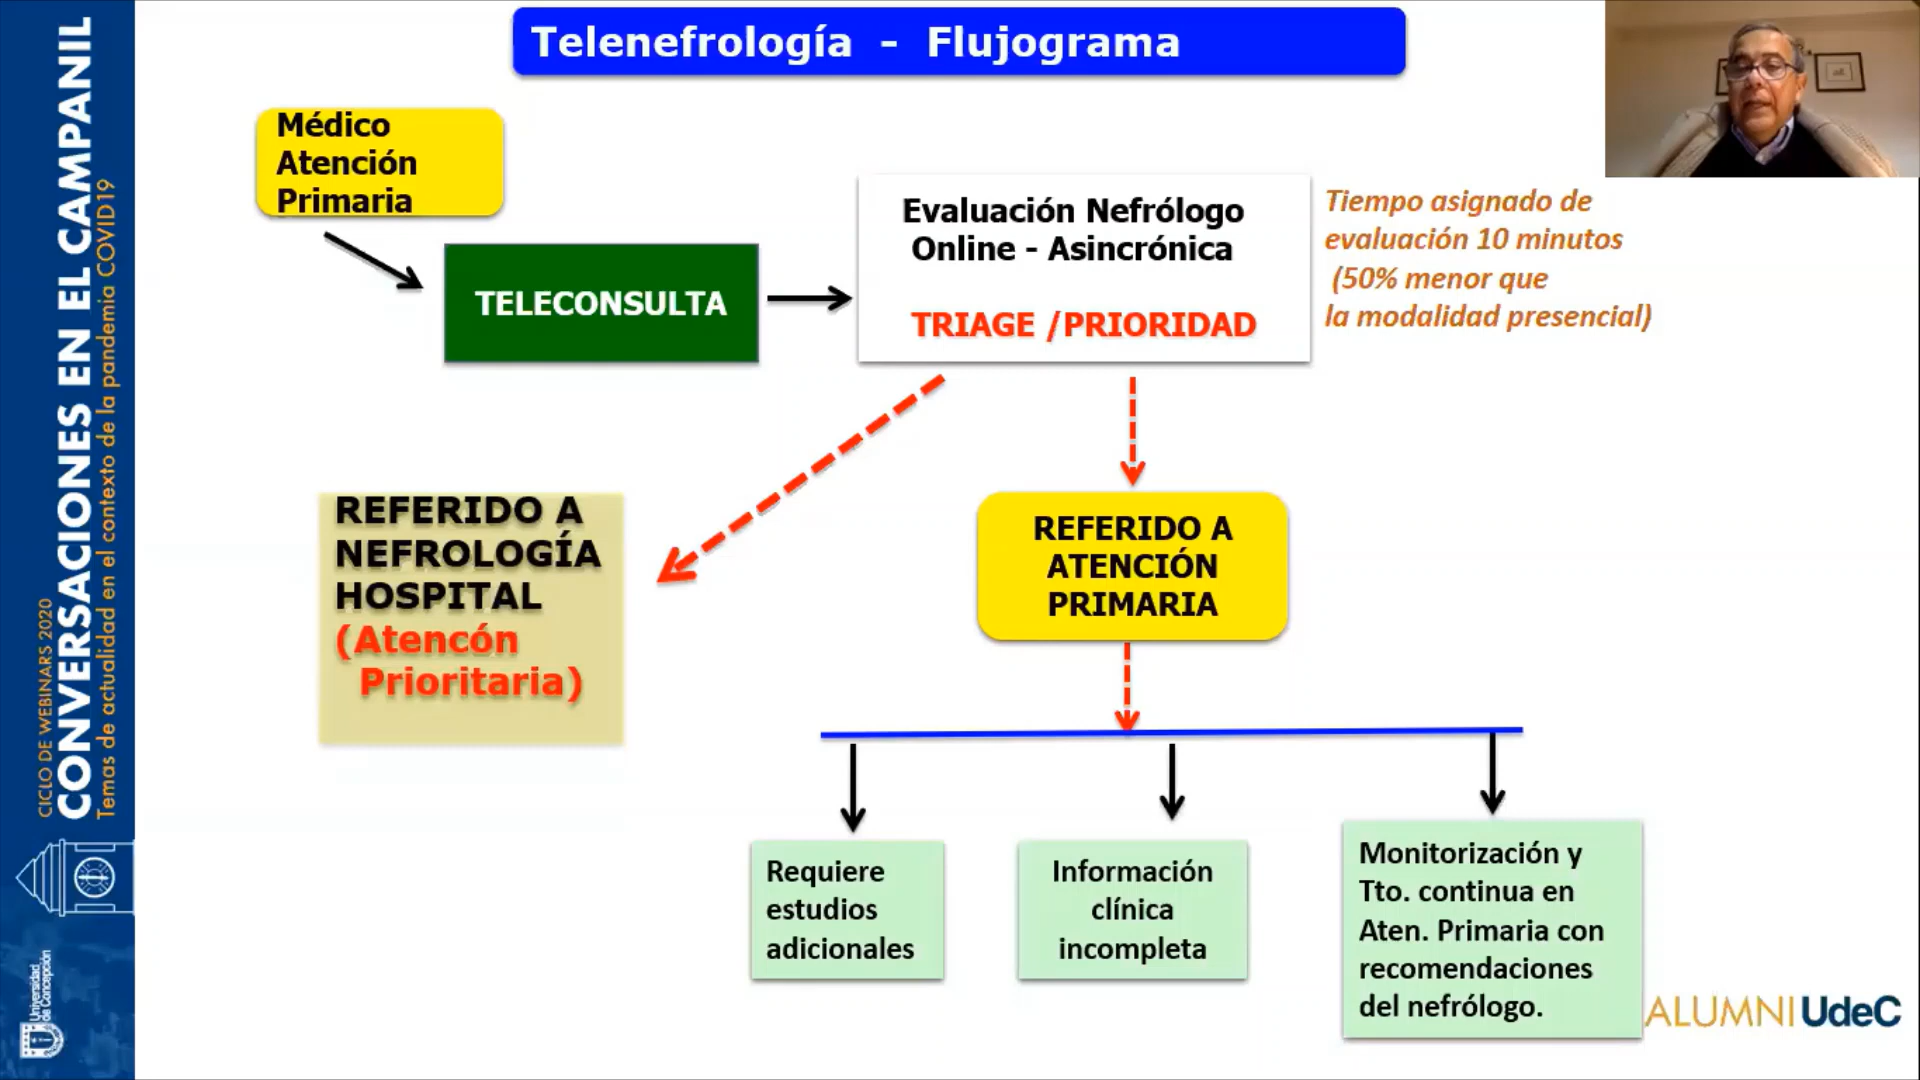 CICLO DE WEBINARS 2020
CONVERSACIONES EN EL CAMPANIL
Temas de actualidad en el contexto de la pandemia COVID19
Universidad
de Concepción
Telenefrología - Flujograma
Médico
Atención
Primaria
TELECONSULTA
Evaluación Nefrólogo
Online - Asincrónica
TRIAGE /PRIORIDAD
Tiempo asignado de
evaluación 10 minutos
(50% menor que
la modalidad presencial)
REFERIDO A
NEFROLOGÍA
HOSPITAL
(Atencón
Prioritaria)
REFERIDO A
ATENCIÓN
PRIMARIA
Requiere
estudios
adicionales
Información
clínica
incompleta
Monitorización y
Tto. continua en
Aten. Primaria con
recomendaciones
del nefrólogo.
ALUMNI UdeC